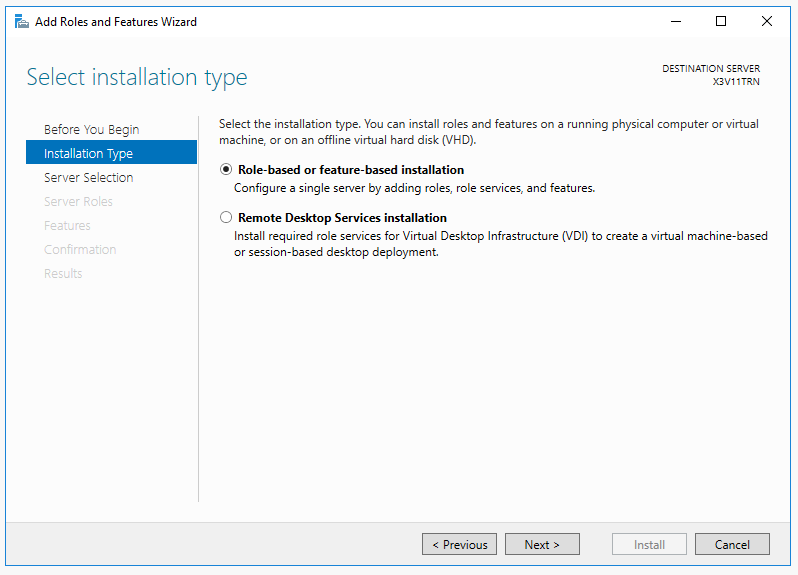 Add Roles and Features Wizard
Select installation type
DESTINATION SERVER
X3V11TRN
Before You Begin
Installation Type
Server Selection
Server Roles
Features
Confirmation
Results
Select the installation type. You can install roles and features on a running physical computer or virtual
machine, or on an offline virtual hard disk (VHD).
Role-based or feature-based installation
Configure a single server by adding roles, role services, and features.
Remote Desktop Services installation
Install required role services for Virtual Desktop Infrastructure (VDI) to create a virtual machine-based
or session-based desktop deployment.
< Previous
Next >
Install
Cancel